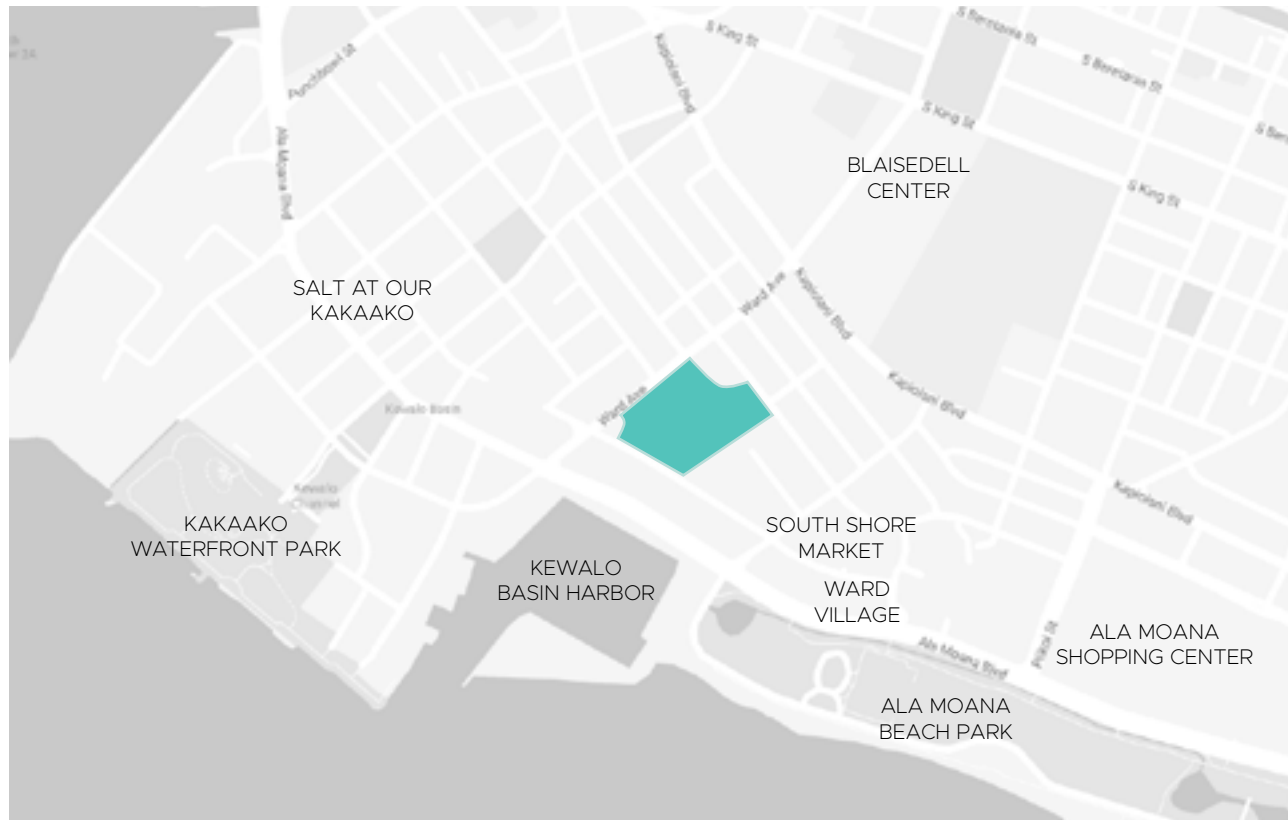 S King St
S Beretania St
Kapiolani Blvd
S Beretania St
Punchbowl St
S King St
Ala Moana Blvd
BLAISEDELL
CENTER
S King St
SALT AT OUR
KAKAAKO
Ward Ave
Kapiolani Blvd
Kapiolani Blvd
Ward Ave
Kewalo Basin
Kewalo
Channel
Kapiolani Blvd
KAKAAKO
WATERFRONT PARK
SOUTH SHORE
MARKET
KEWALO
BASIN HARBOR
WARD
VILLAGE
ALA MOANA
SHOPPING CENTER
Ala Moana Blvd
Piikoi St
ALA MOANA
BEACH PARK